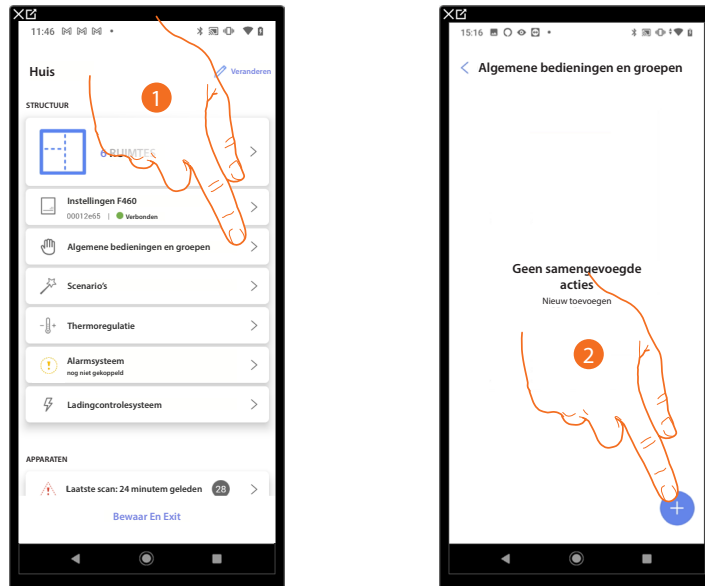 11:46
Huis
Veranderen
STRUCTUUR
1
6 RUIMTES
Instellingen F460
00012e65 | Verbonden
Algemene bedieningen en groepen
Scenario's
Thermoregulatie
Alarmsysteem
nog niet gekoppeld
Ladingcontrolesysteem
APPARATEN
Laatste scan: 24 minutem geleden 28
Bewaar En Exit
15:16
Algemene bedieningen en groepen
Geen samengevoegde
acties
Nieuw toevoegen
2